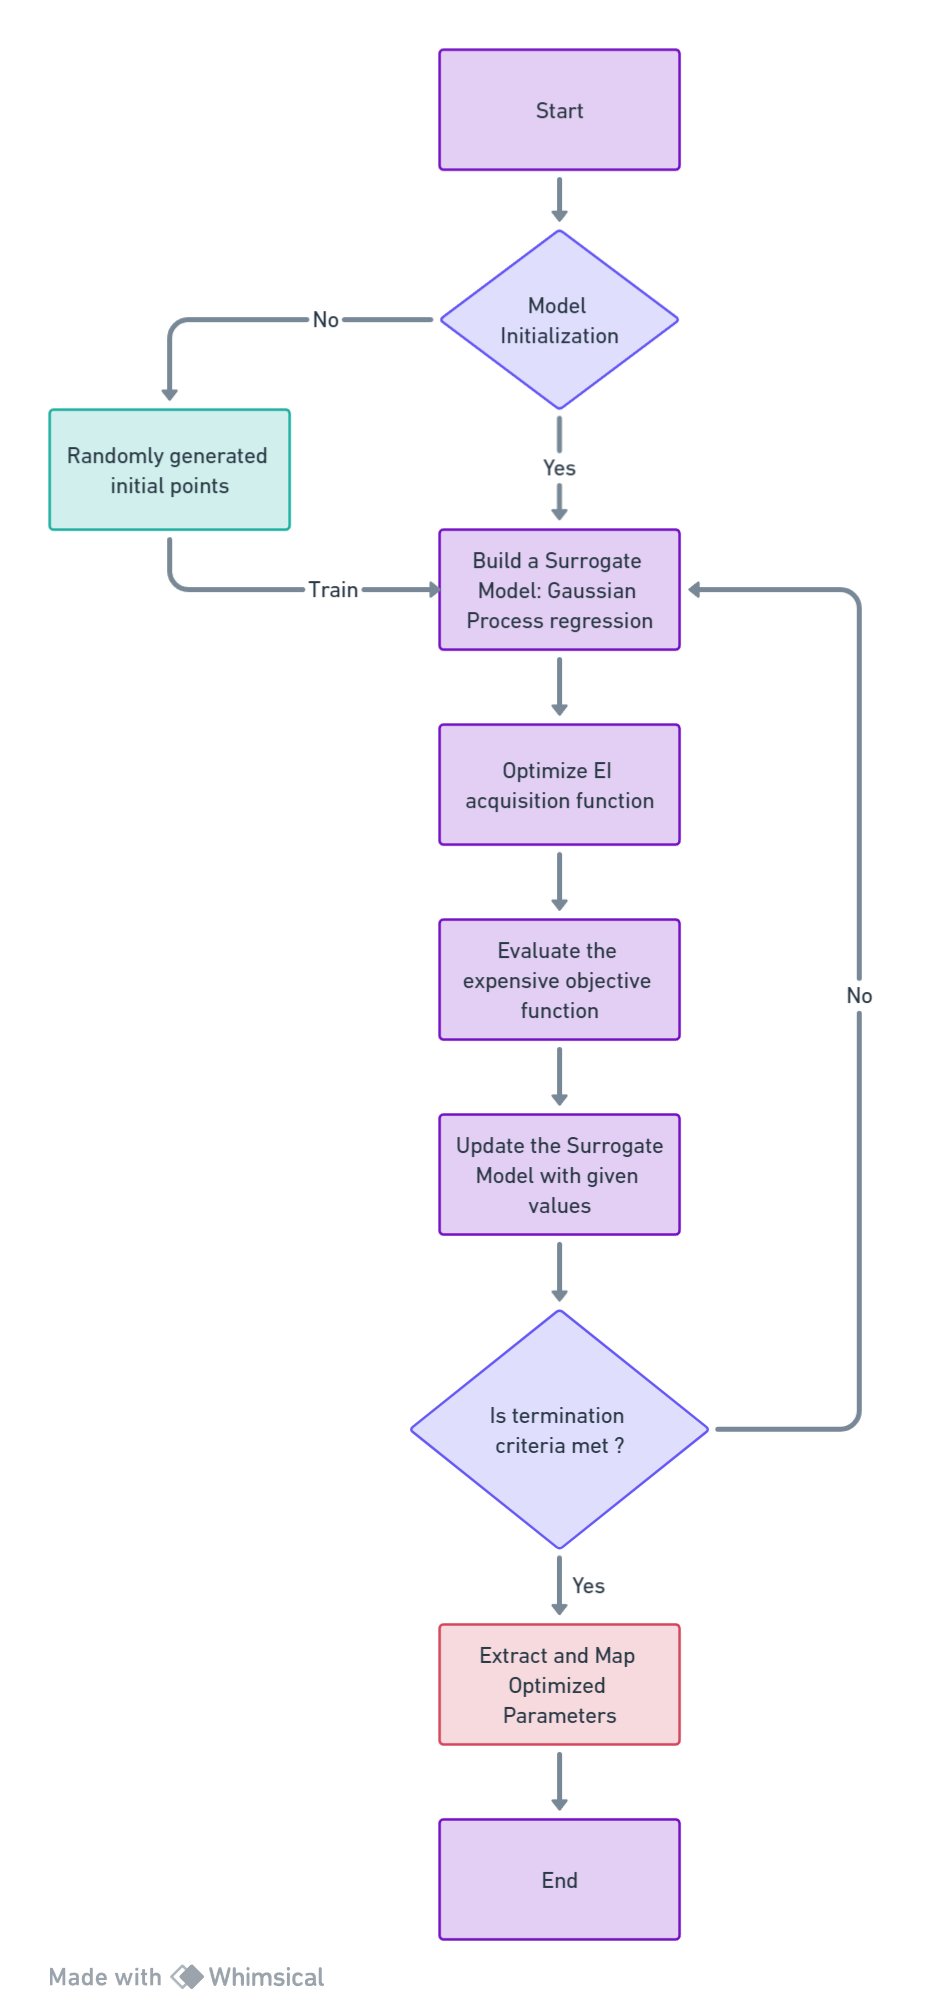 Start
Model
Initialization
No
Yes
Randomly generated
initial points
Train
Build a Surrogate
Model: Gaussian
Process regression
Optimize EI
acquisition function
Evaluate the
expensive objective
function
No
Update the Surrogate
Model with given
values
Is termination
criteria met ?
Yes
Extract and Map
Optimized
Parameters
End
Made with Whimsical